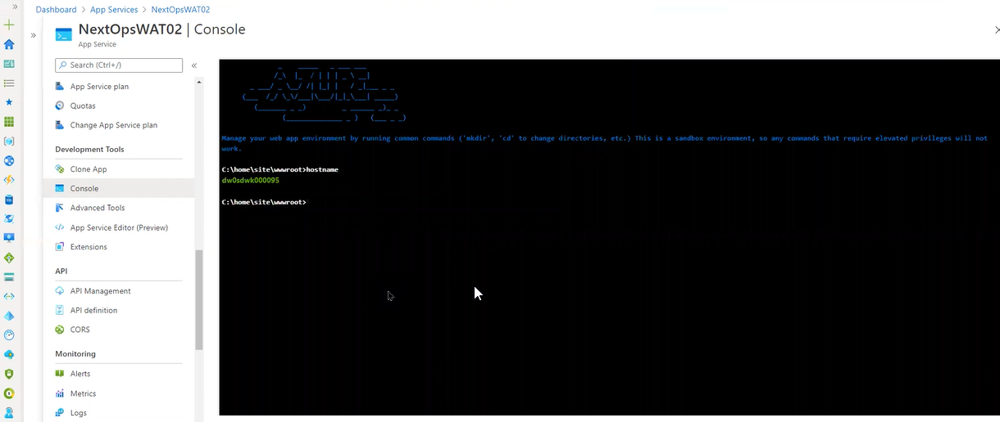 Dashboard > App Services > NextOpsWAT02
NextOpsWAT02 | Console
App Service
Search (Ctrl+/)
App Service plan
Quotas
Change App Service plan
Development Tools
Clone App
Console
Advanced Tools
App Service Editor (Preview)
Extensions
API
API Management
API definition
CORS
Monitoring
Alerts
Metrics
Logs
Manage your web app environment by running common commands ('mkdir', 'cd' to change directories, etc.) This is a sandbox environment, so any commands that require elevated privileges will not
work.
C:\home\site\wwwroot>hostname
dw0sdwk000095
C:\home\site\wwwroot>